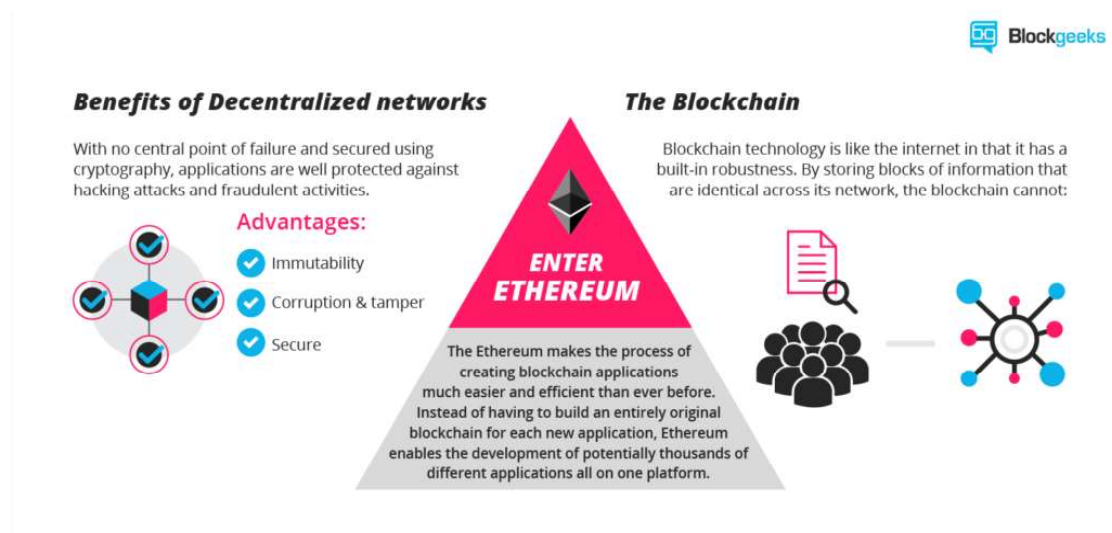 Blockgeeks
Benefits of Decentralized networks
With no central point of failure and secured using
cryptography, applications are well protected against
hacking attacks and fraudulent activities.
Advantages:
Immutability
Corruption & tamper
Secure
ENTER
ETHEREUM
The Ethereum makes the process of
creating blockchain applications
much easier and efficient than ever before.
Instead of having to build an entirely original
blockchain for each new application, Ethereum
enables the development of potentially thousands of
different applications all on one platform.
The Blockchain
Blockchain technology is like the internet in that it has a
built-in robustness. By storing blocks of information that
are identical across its network, the blockchain cannot: